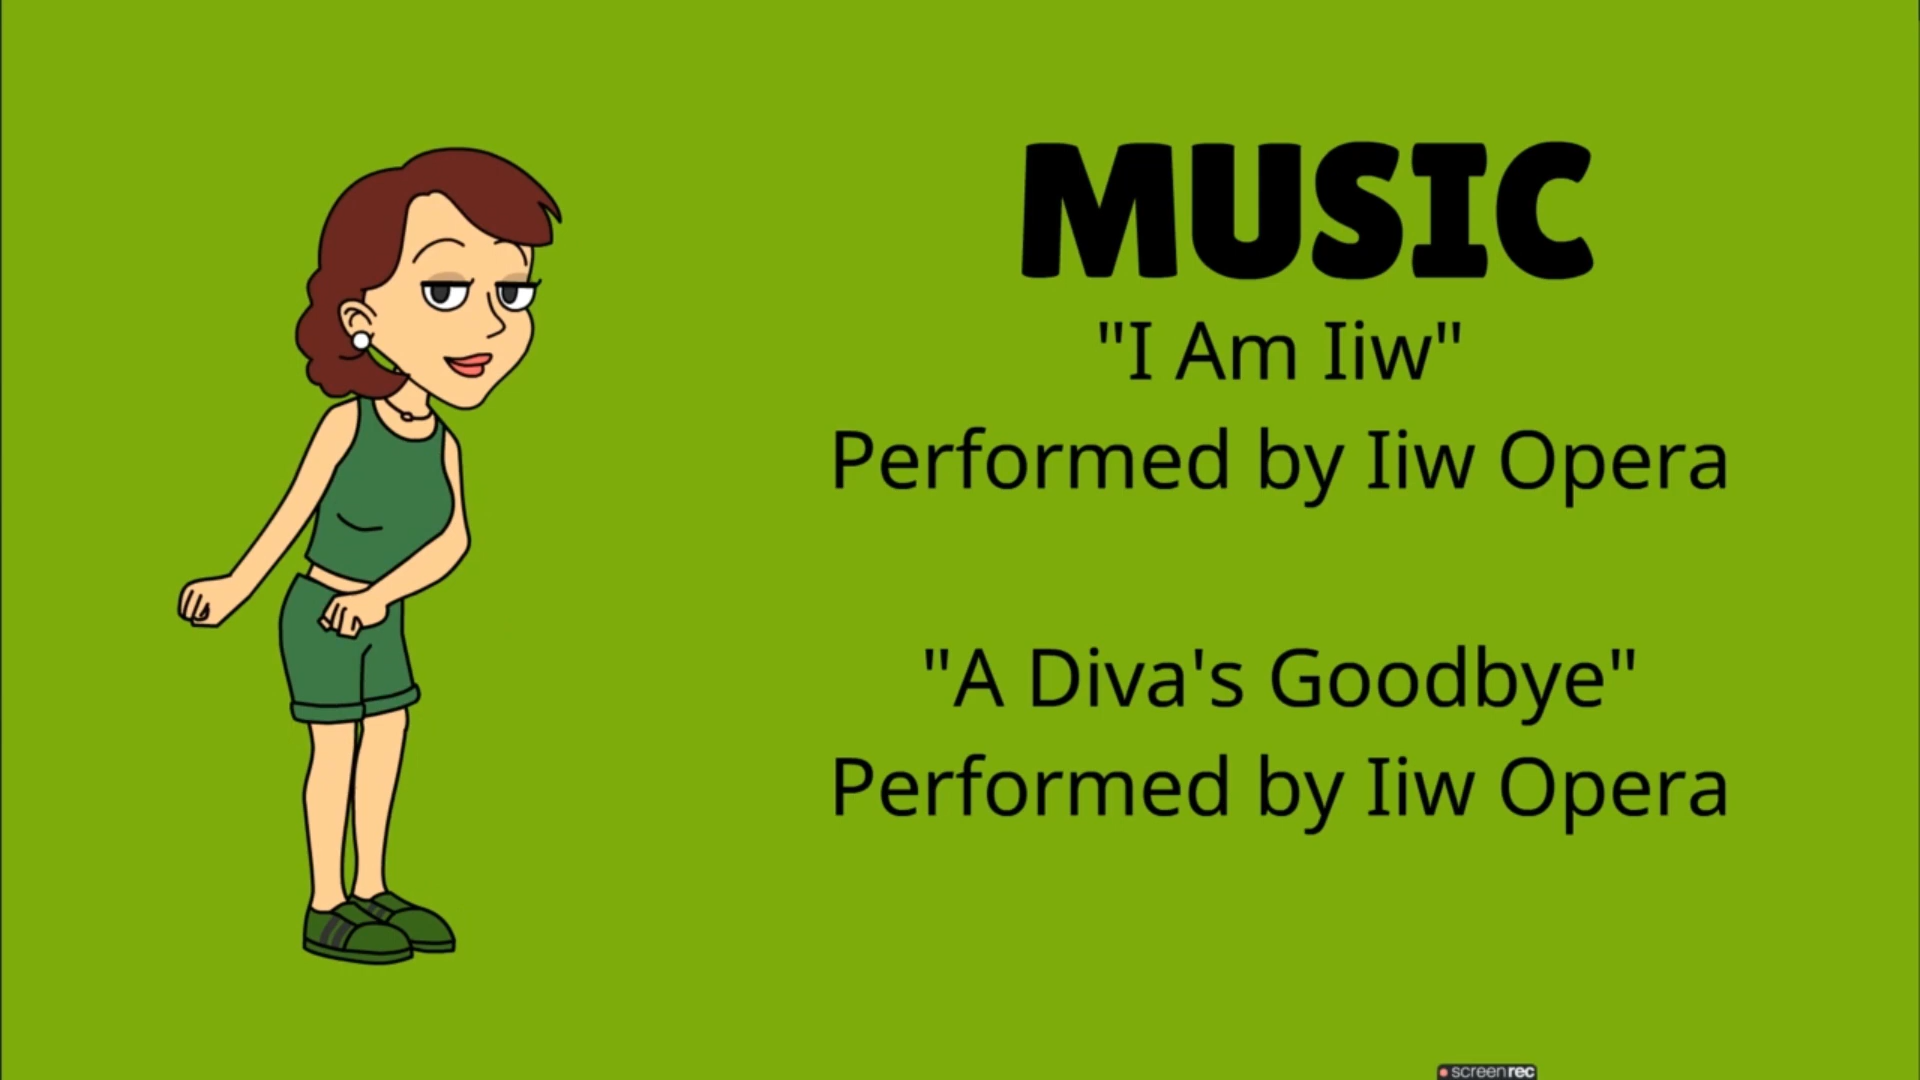 MUSIC
"I Am Iiw"
Performed by Iiw Opera
"A Diva's Goodbye"
Performed by Iiw Opera
screenrec